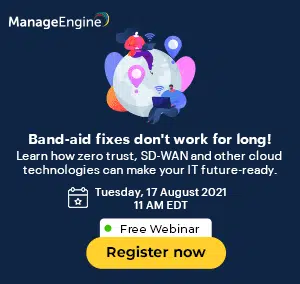 ManageEngine
Band-aid fixes don't work for long!
Learn how zero trust, SD-WAN and other cloud
technologies can make your IT future-ready.
Tuesday, 17 August 2021
11 AM EDT
Free Webinar
Register now